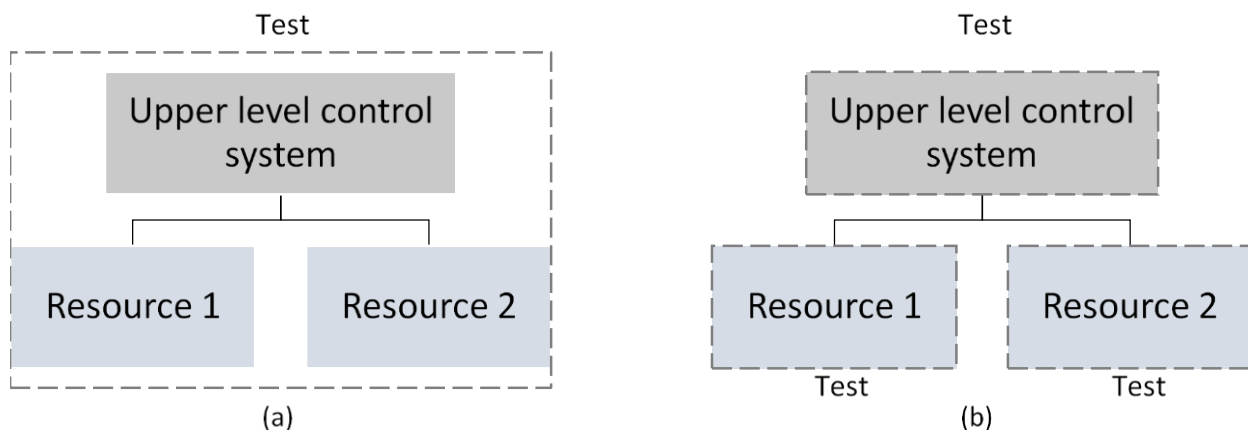 Test
Upper level control
system
Resource 1
Resource 2
(a)
Test
Upper level control
system
Resource 1
Resource 2
Test
Test
(b)